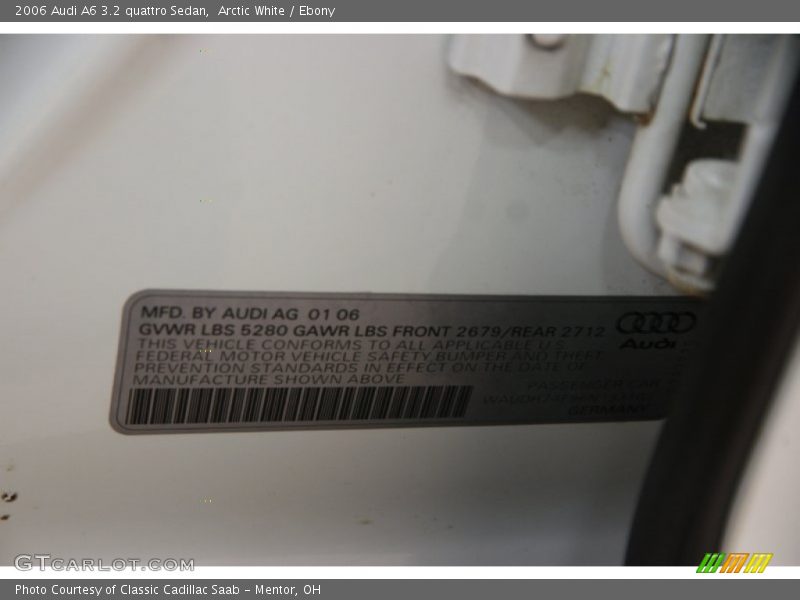 2006 Audi A6 3.2 quattro Sedan, Arctic White / Ebony
MFD. BY AUDI AG 01 06
GVWR LBS 5280 GAWR LBS FRONT 2679/REAR 2712
THIS VEHICLE CONFORMS TO ALL APPLICABLE U.S.
FEDERAL MOTOR VEHICLE SAFETY BUMPER AND THEFT
PREVENTION STANDARDS IN EFFECT ON THE DATE OF
MANUFACTURE SHOWN ABOVE
Audi
PASSENGER CAR
GERMANY
GTCARLOT.COM
Photo Courtesy of Classic Cadillac Saab - Mentor, OH